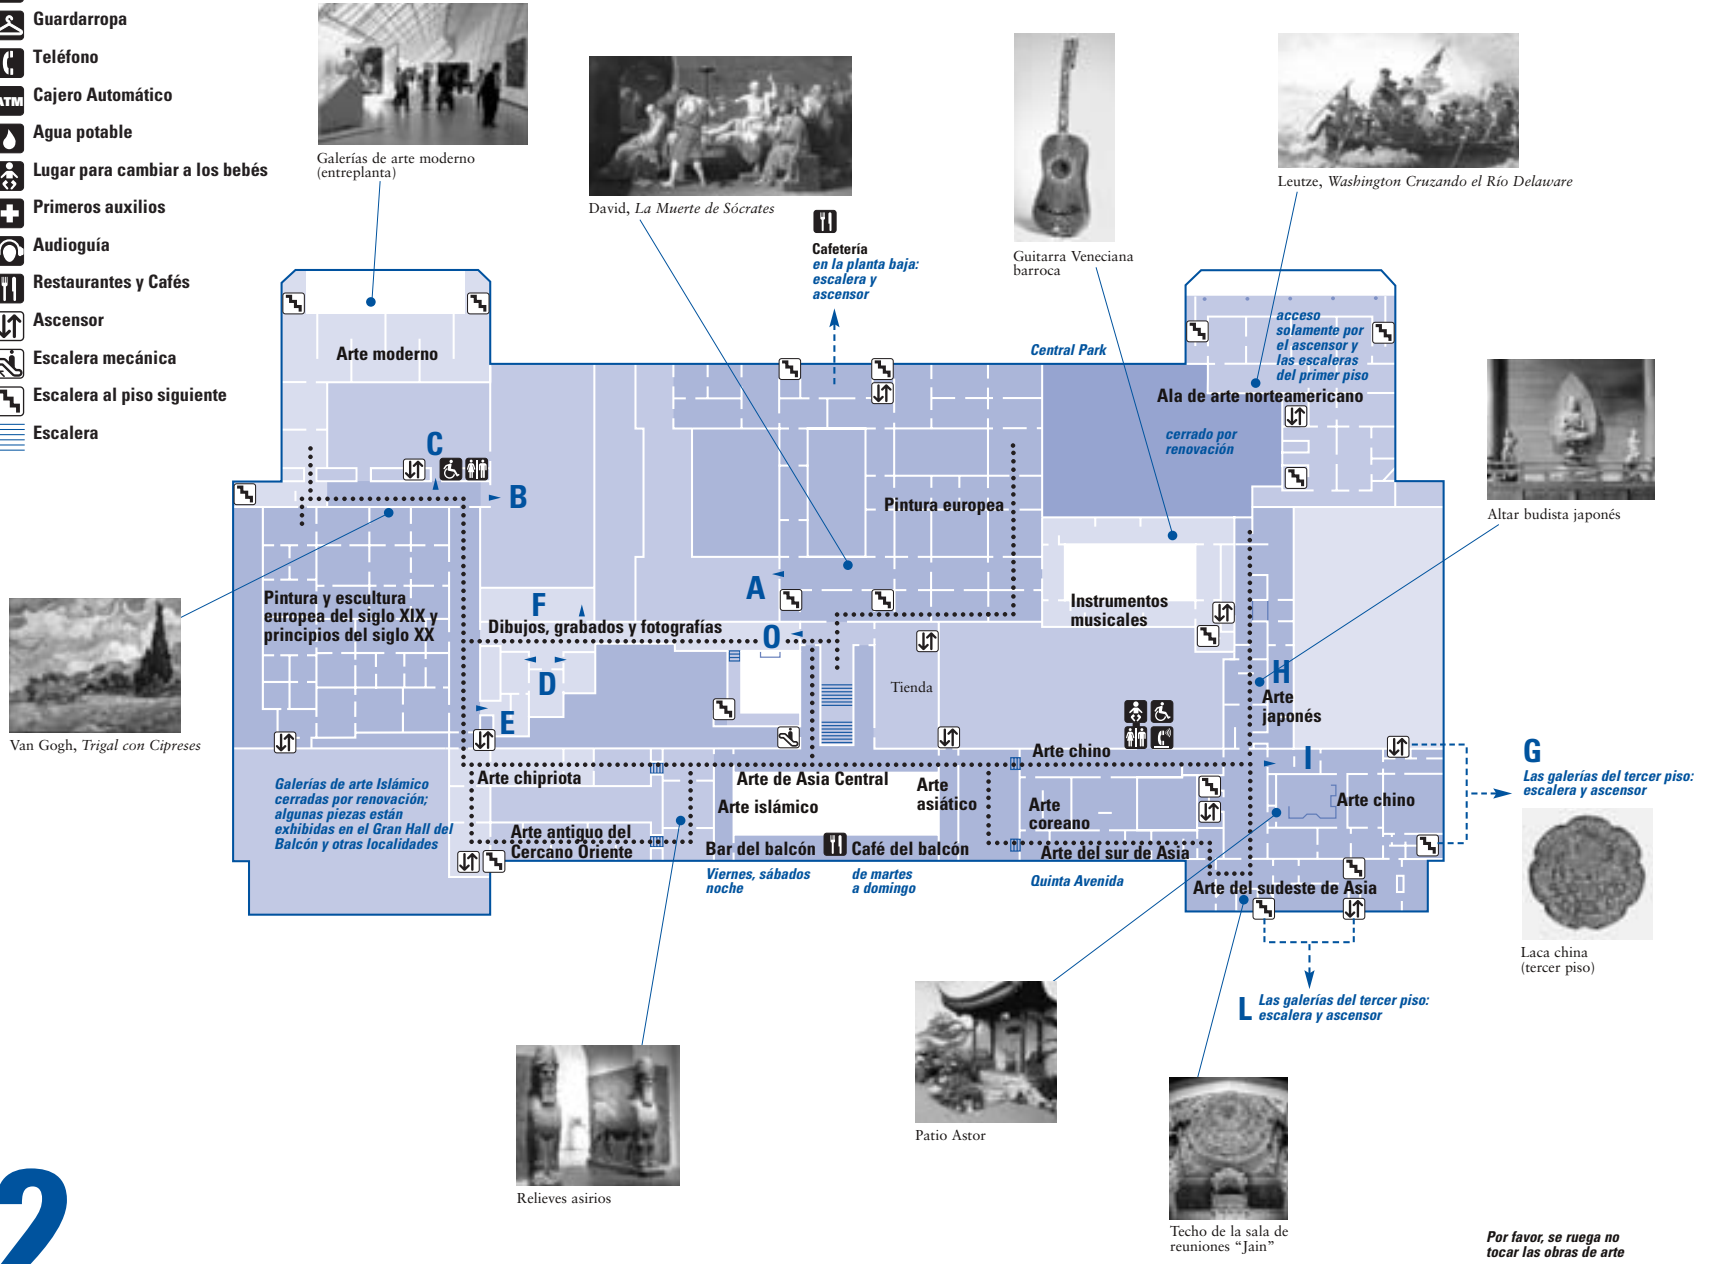 Guardarropa
Teléfono
ATM
Cajero Automático
Agua potable
Lugar para cambiar a los bebés
Primeros auxilios
Audioguía
Restaurantes y Cafés
Ascensor
Escalera mecánica
Escalera al piso siguiente
Escalera
Galerías de arte moderno
(entreplanta)
David, La Muerte de Sócrates
Cafetería
en la planta baja:
escalera y
ascensor
Guitarra Veneciana
barroca
Leutze, Washington Cruzando el Río Delaware
Central Park
acceso
solamente por
el ascensor y
las escaleras
del primer piso
Arte moderno
Ala de arte norteamericano
cerrado por
renovación
C
B
Pintura europea
Altar budista japonés
A
F
Pintura y escultura
europea del siglo XIX y
principios del siglo XX
Dibujos, grabados y fotografías
O
Instrumentos
musicales
D
E
Tienda
H
Arte
japonés
Van Gogh, Trigal con Cipreses
Arte chino
I
G
Las galerías del tercer piso:
escalera y ascensor
Galerías de arte Islámico
cerradas por renovación;
algunas piezas están
exhibidas en el Gran Hall del
Balcón y otras localidades
Arte chipriota
Arte de Asia Central
Arte islámico
Arte
asiático
Arte
coreano
Arte chino
Arte antiguo del
Cercano Oriente
Bar del balcón
Café del balcón
Viernes, sábados
noche
de martes
a domingo
Arte del sur de Asia
Quinta Avenida
Arte del sudeste de Asia
Laca china
(tercer piso)
L
Las galerías del tercer piso:
escalera y ascensor
Patio Astor
Relieves asirios
Techo de la sala de
reuniones “Jain”
2
Por favor, se ruega no
tocar las obras de arte